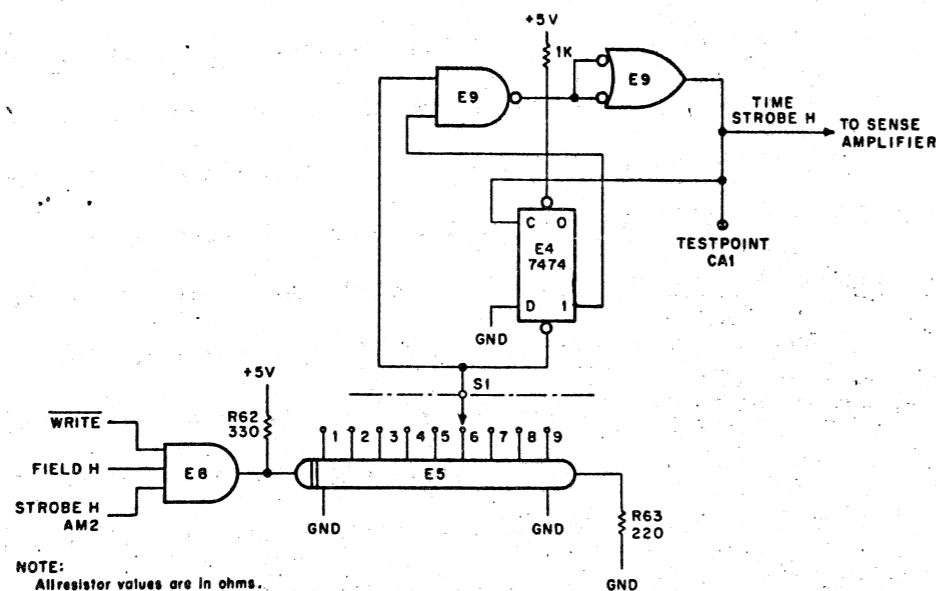 +5V
1K
E9
E9
TIME
STROBE H
TO SENSE
AMPLIFIER
C O
E4
7474
D 1
TESTPOINT
CA1
GND
+5V
S1
R62
330
WRITE
FIELD H
STROBE H
AM2
E6
1 2 3 4 5 6 7 8 9
E5
GND
GND
R63
220
GND
NOTE:
All resistor values are in ohms.